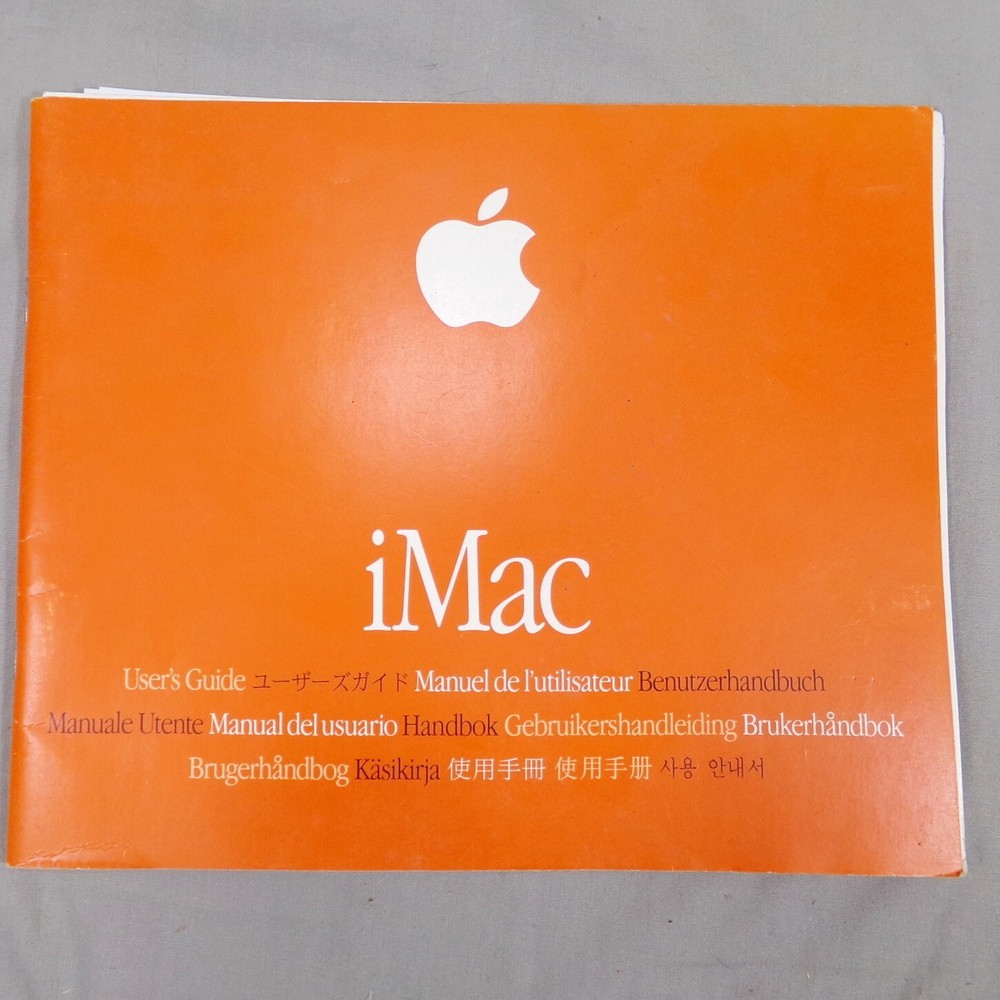 iMac
User's Guide ユーザーズガイド Manuel de l'utilisateur Benutzerhandbuch
Manuale Utente Manual del usuario Handbok Gebruikershandleiding Brukerhåndbok
Brugerhåndbog Käsikirja 使用手冊 使用手册 사용 안내서